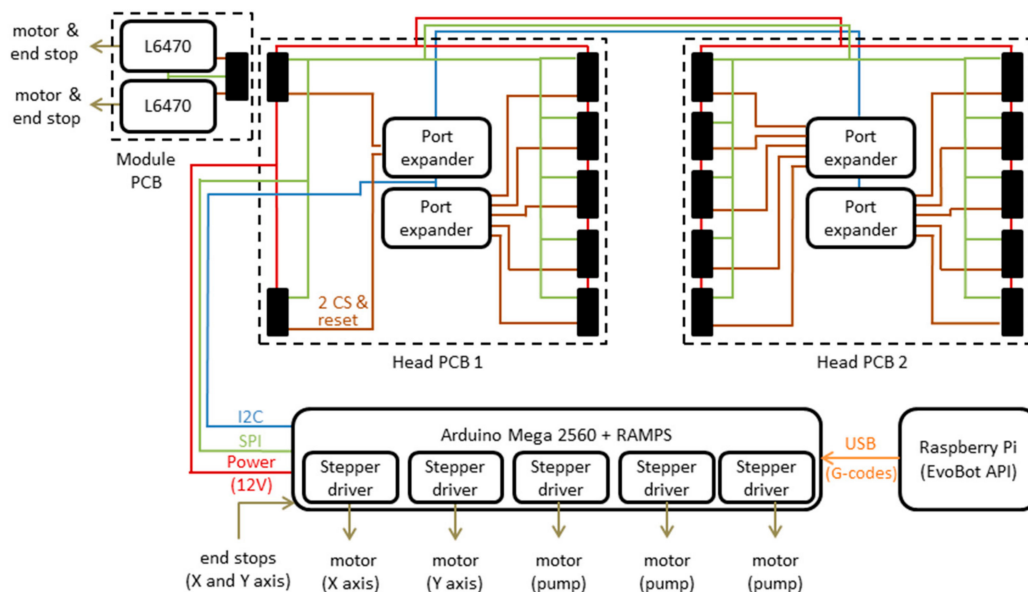 motor &
end stop
L6470
motor &
end stop
L6470
Module
PCB
Port
expander
Port
expander
2 CS &
reset
Head PCB 1
Port
expander
Port
expander
Head PCB 2
I2C
SPI
Power
(12V)
Arduino Mega 2560 + RAMPS
Stepper
driver
Stepper
driver
Stepper
driver
Stepper
driver
Stepper
driver
USB
(G-codes)
Raspberry Pi
(EvoBot API)
end stops
(X and Y axis)
motor
(X axis)
motor
(Y axis)
motor
(pump)
motor
(pump)
motor
(pump)